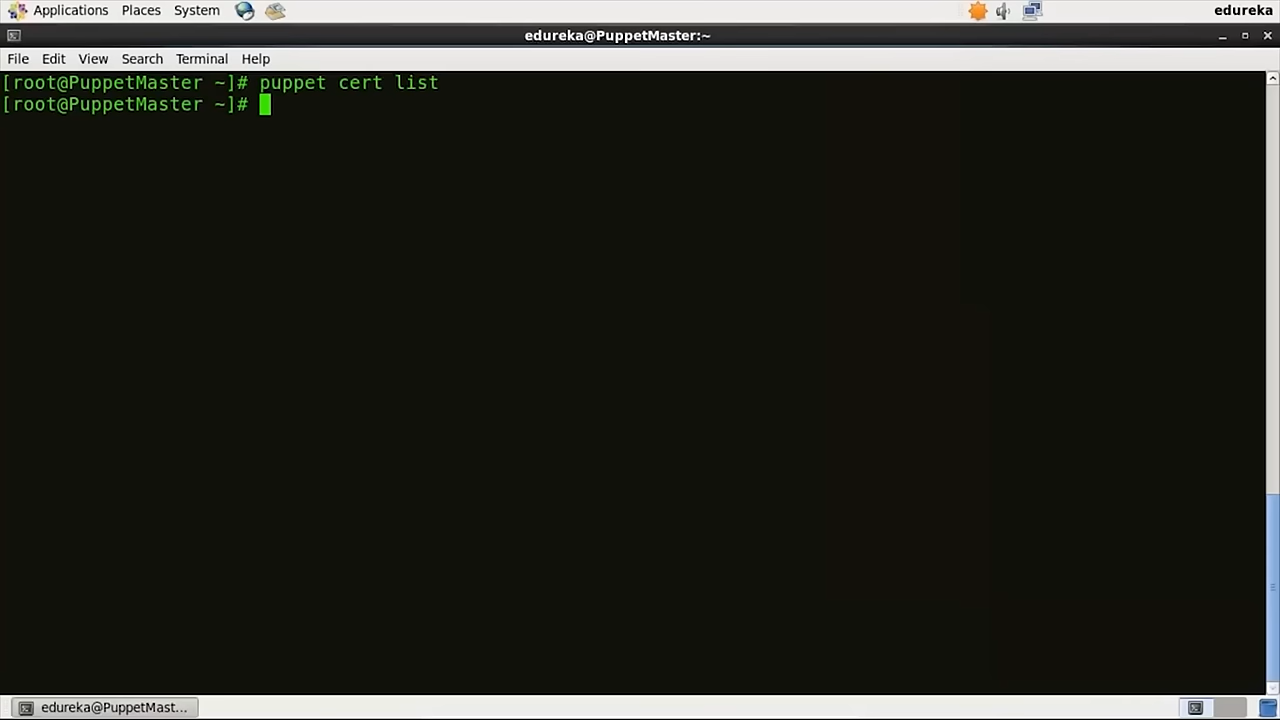 Applications Places System edureka
edureka@PuppetMaster:~
File Edit View Search Terminal Help
[root@PuppetMaster ~]# puppet cert list
[root@PuppetMaster ~]#
edureka@PuppetMast...